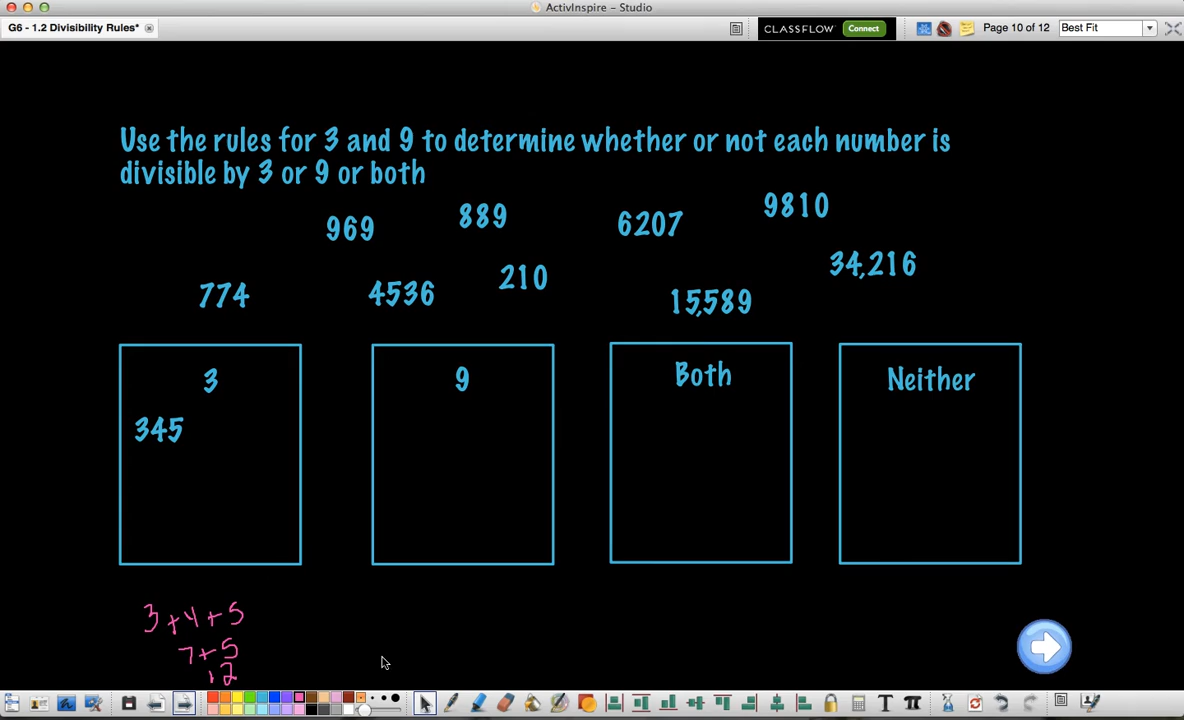 ActivInspire - Studio
G6 - 1.2 Divisibility Rules*
CLASSFLOW Connect
Page 10 of 12
Best Fit
Use the rules for 3 and 9 to determine whether or not each number is
divisible by 3 or 9 or both
969
889
6207
9810
34,216
774
4536
210
15,589
3
9
Both
Neither
345
3+4+5
7+5
12
T
π